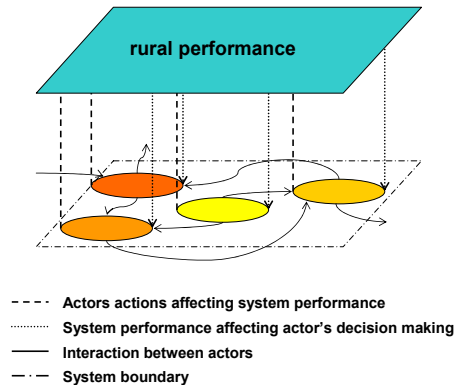 rural performance
Actors actions affecting system performance
System performance affecting actor's decision making
Interaction between actors
System boundary